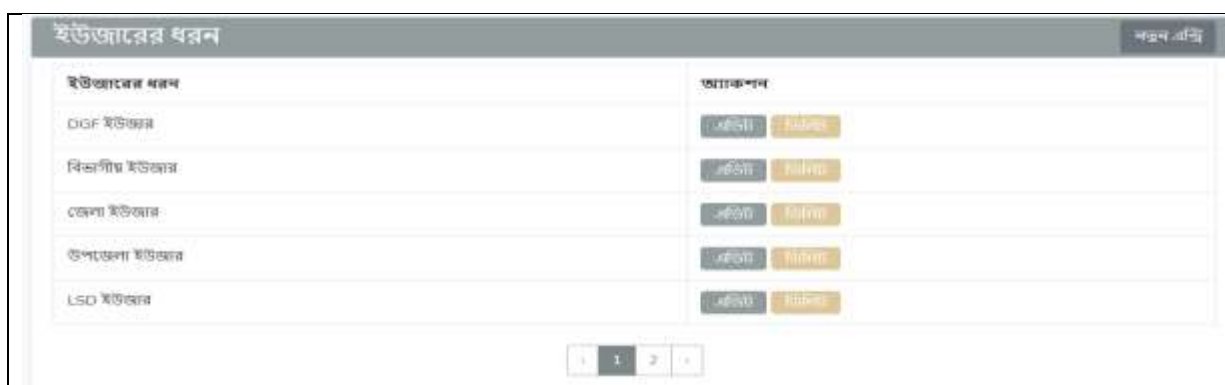 ইউজারের ধরন নতুন এন্ট্রি
ইউজারের ধরন অ্যাকশন
DGF ইউজার এডিট ডিলিট
বিভাগীয় ইউজার এডিট ডিলিট
জেলা ইউজার এডিট ডিলিট
উপজেলা ইউজার এডিট ডিলিট
LSD ইউজার এডিট ডিলিট
‹ 1 2 ›